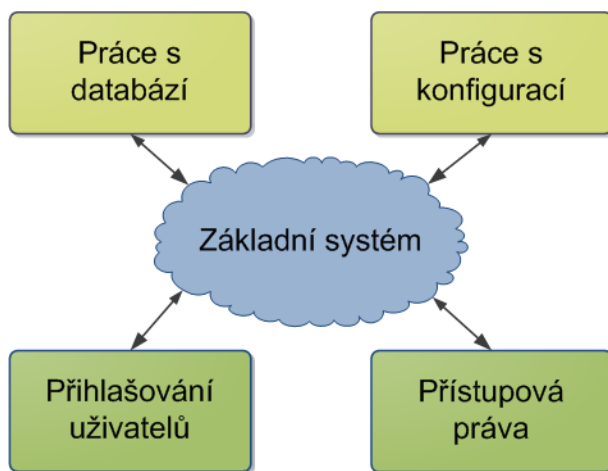 Práce s
databází
Práce s
konfigurací
Základní systém
Přihlašování
uživatelů
Přístupová
práva